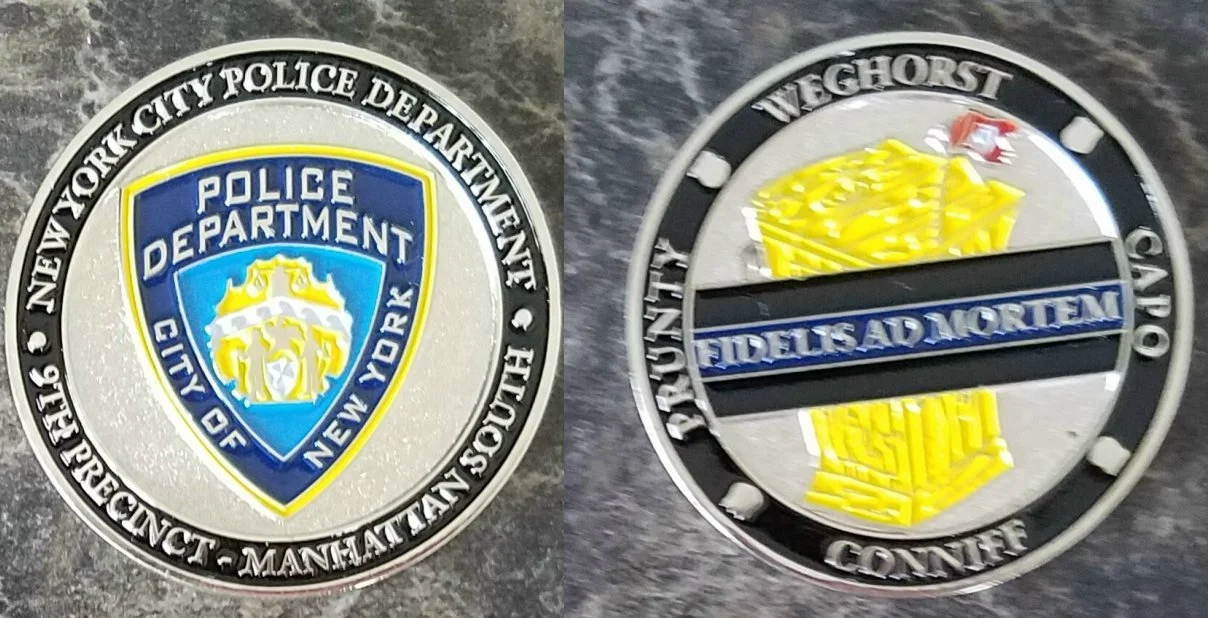 NEW YORK CITY POLICE DEPARTMENT
9TH PRECINCT - MANHATTAN SOUTH
POLICE
DEPARTMENT
CITY OF
NEW YORK
WEGHORST
CAPO
CONNIFF
PRUNTY
FIDELIS AD MORTEM